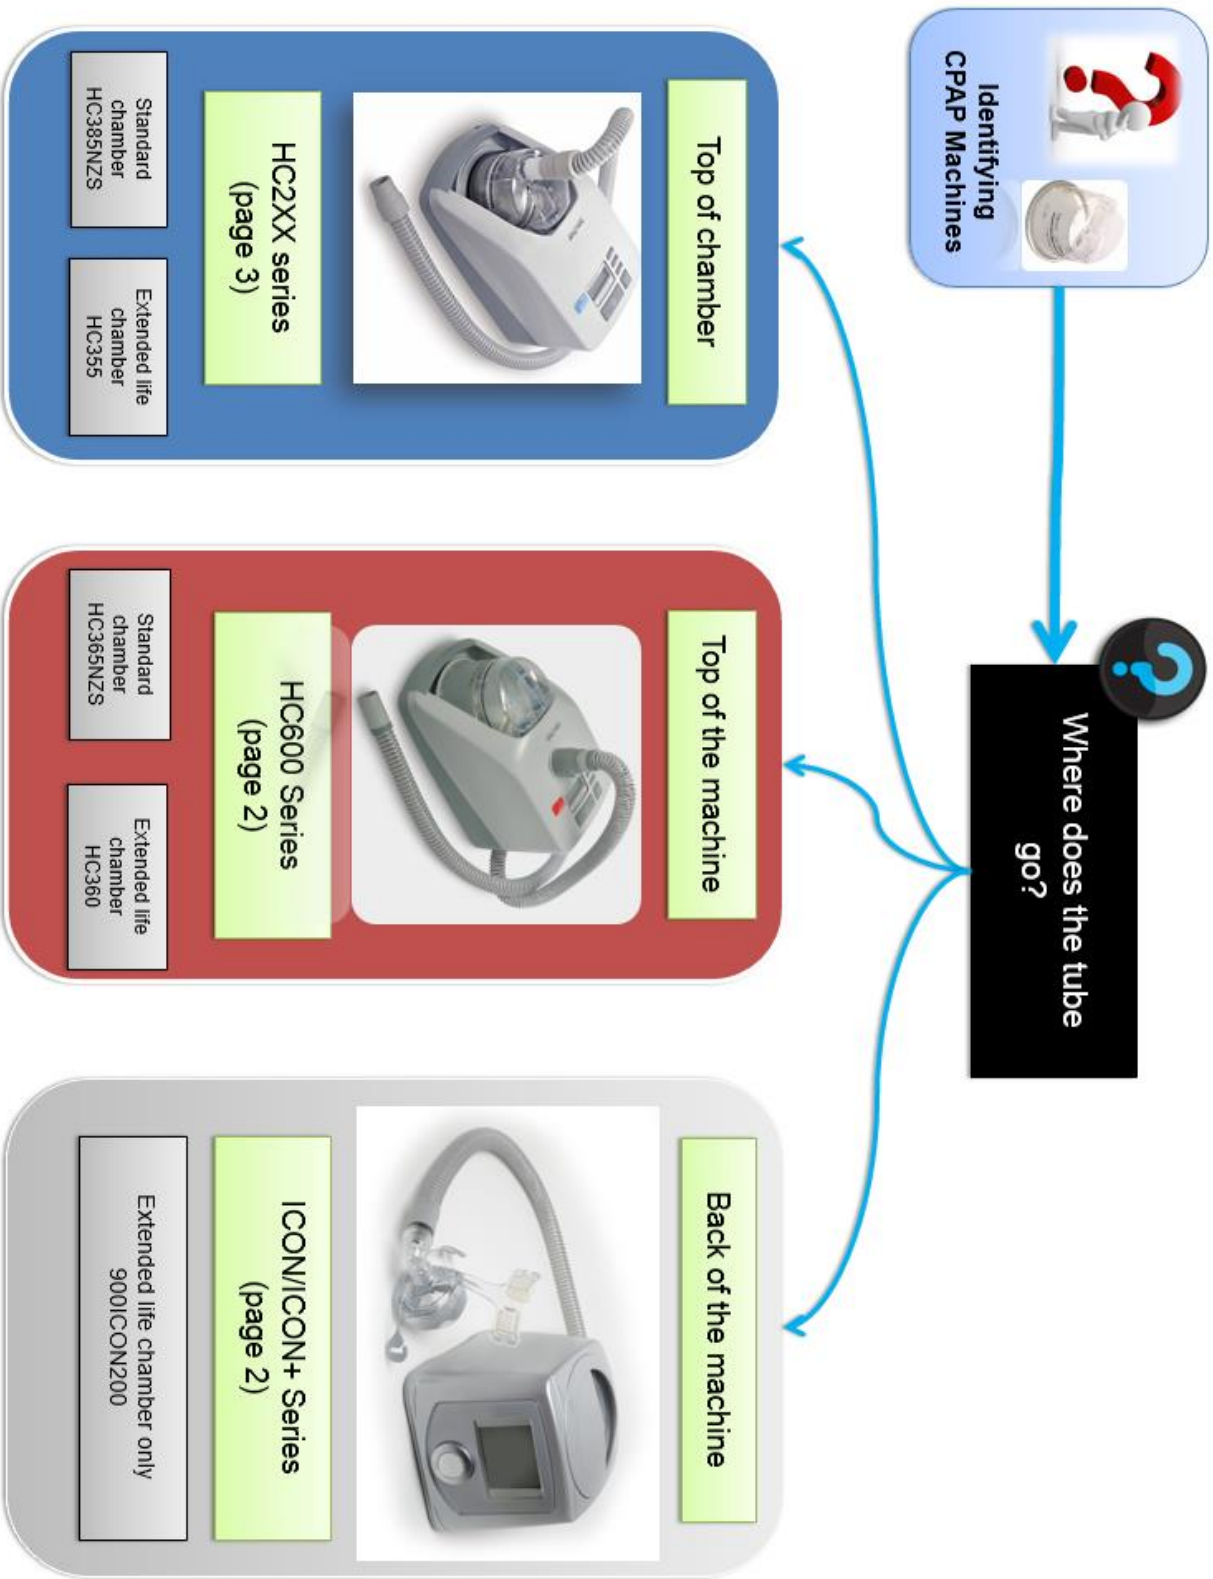 Identifying
CPAP Machines
Where does the tube
go?
Top of chamber
HC2XX series
(page 3)
Standard
chamber
HC385NZS
Extended life
chamber
HC355
Top of the machine
HC600 Series
(page 2)
Standard
chamber
HC365NZS
Extended life
chamber
HC360
Back of the machine
ICON/ICON+ Series
(page 2)
Extended life chamber only
900ICON200